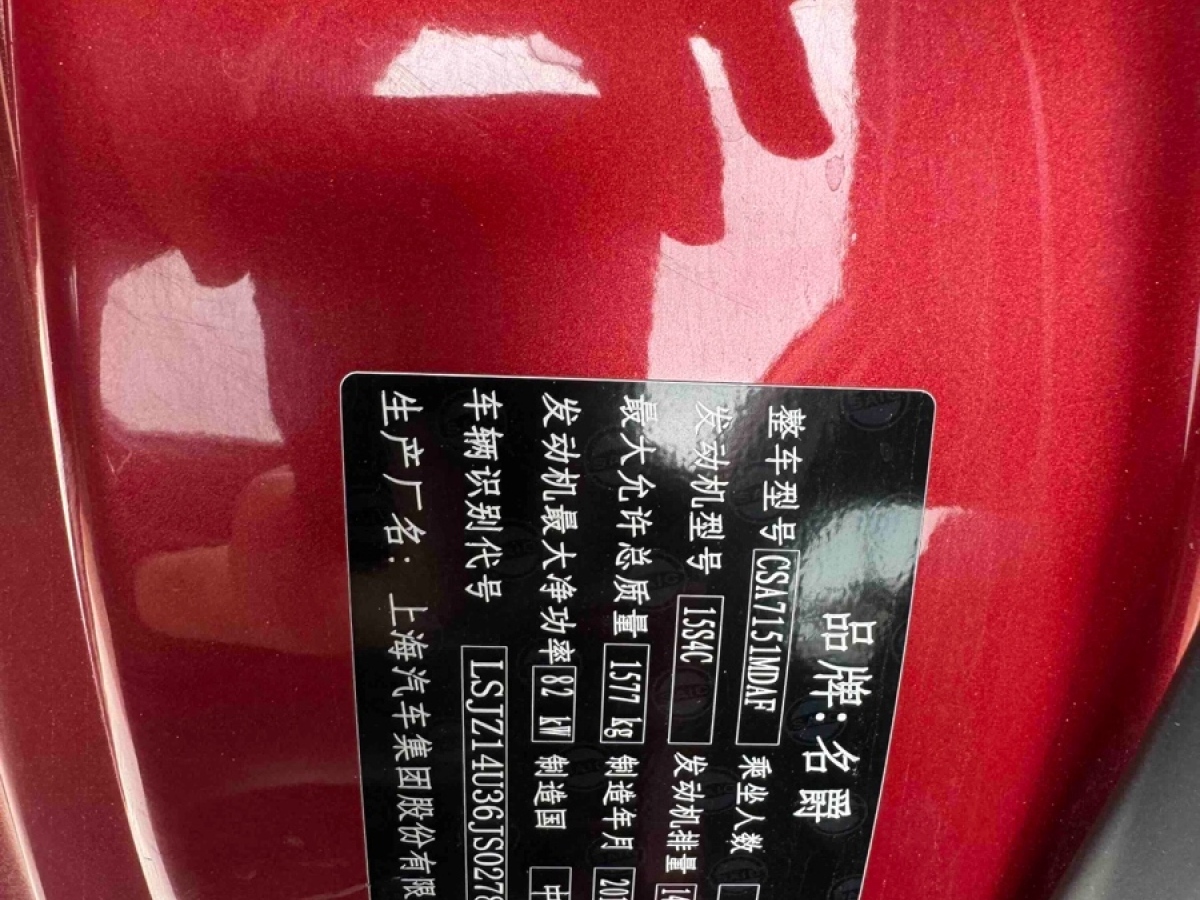 品牌:名爵
整车型号 CSA7151MDAF 乘坐人数
发动机型号 15S4C 发动机排量 14
最大允许总质量 1577 kg 制造年月 201
发动机最大净功率 82 kW 制造国 中
车辆识别代号 LSJZ14U36JS0278
生产厂名: 上海汽车集团股份有限